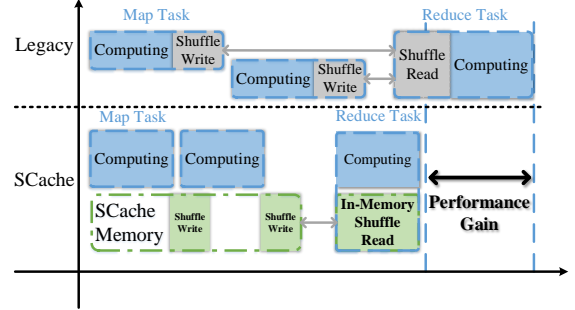 Map Task
Reduce Task
Legacy
Computing
Shuffle
Write
Computing
Shuffle
Write
Shuffle
Read
Computing
Map Task
Reduce Task
SCache
Computing
Computing
Computing
SCache
Memory
Shuffle
Write
Shuffle
Write
In-Memory
Shuffle
Read
Performance
Gain